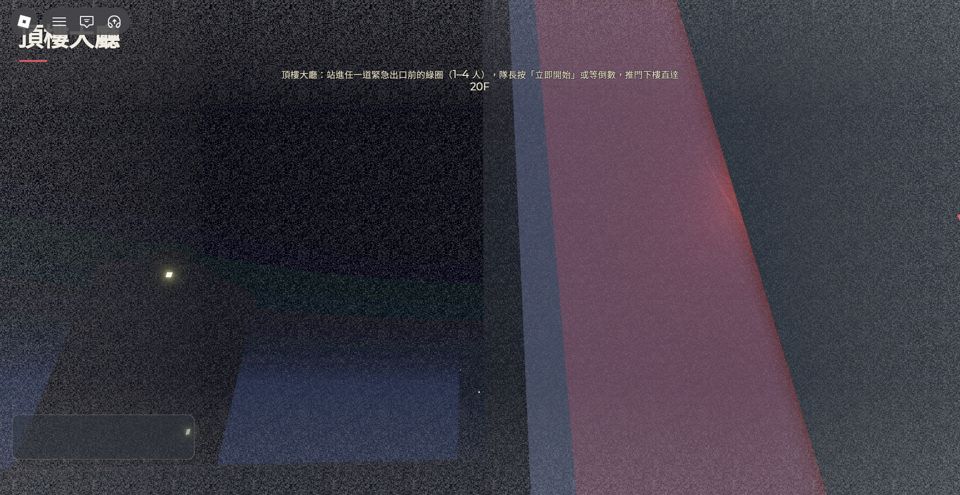 頂樓大廳
頂樓大廳：站進任一道緊急出口前的綠圈（1–4 人），隊長按「立即開始」或等倒數，推門下樓直達
20F